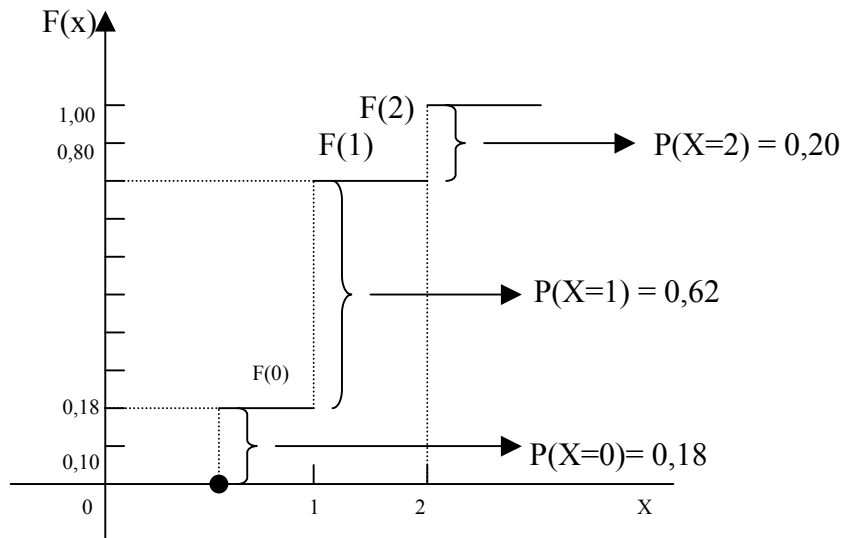 F(x)
1,00
F(2)
0,80
F(1)
P(X=2) = 0,20
P(X=1) = 0,62
F(0)
0,18
0,10
P(X=0)= 0,18
0
1
2
X